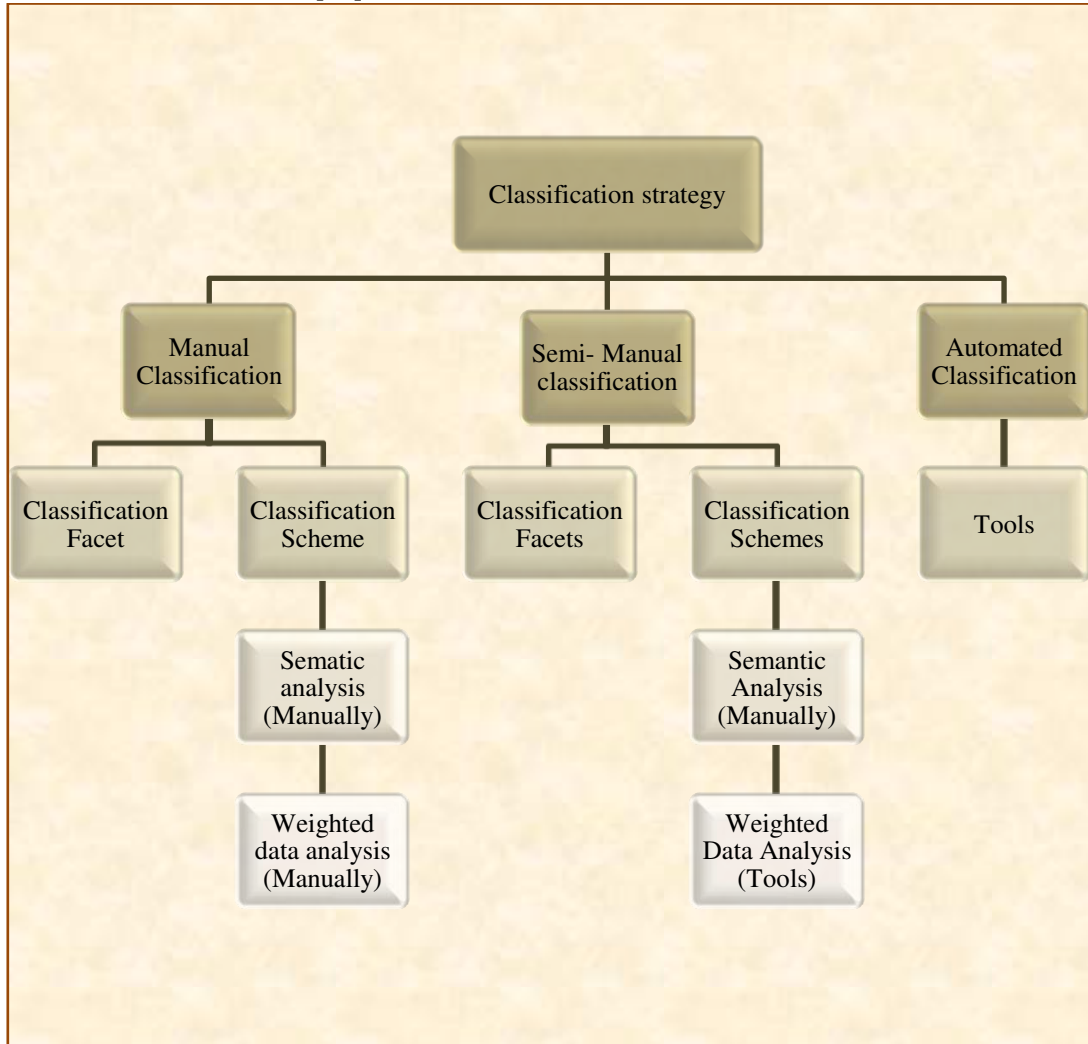 Classification strategy
Manual
Classification
Semi- Manual
classification
Automated
Classification
Classification
Facet
Classification
Scheme
Classification
Facets
Classification
Schemes
Tools
Sematic
analysis
(Manually)
Semantic
Analysis
(Manually)
Weighted
data analysis
(Manually)
Weighted
Data Analysis
(Tools)